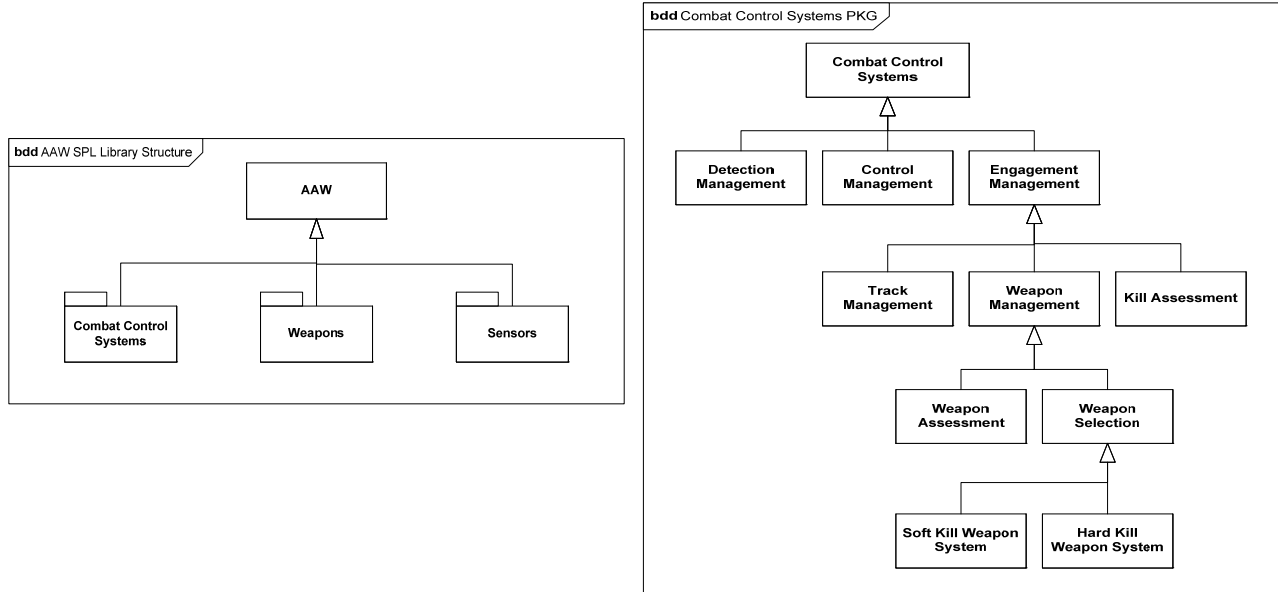 bdd AAW SPL Library Structure
AAW
Combat Control
Systems
Weapons
Sensors
bdd Combat Control Systems PKG
Combat Control
Systems
Detection
Management
Control
Management
Engagement
Management
Track
Management
Weapon
Management
Kill Assessment
Weapon
Assessment
Weapon
Selection
Soft Kill Weapon
System
Hard Kill
Weapon System